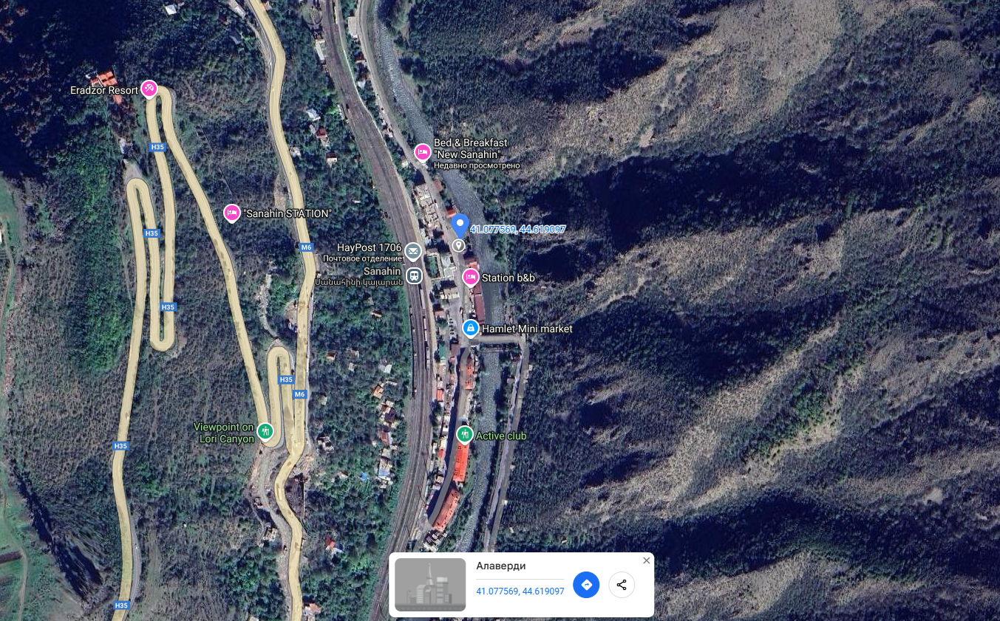 Eradzor Resort
H35
Bed & Breakfast
"New Sanahin"
Недавно просмотрено
"Sanahin STATION"
41.077569, 44.619097
H35
M6
HayPost 1706
Почтовое отделение
Sanahin
Սանահինի կայարան
Station b&b
H35
Hamlet Mini market
H35
M6
Viewpoint on
Lori Canyon
Active club
H35
Алаверди
41.077569, 44.619097
H35